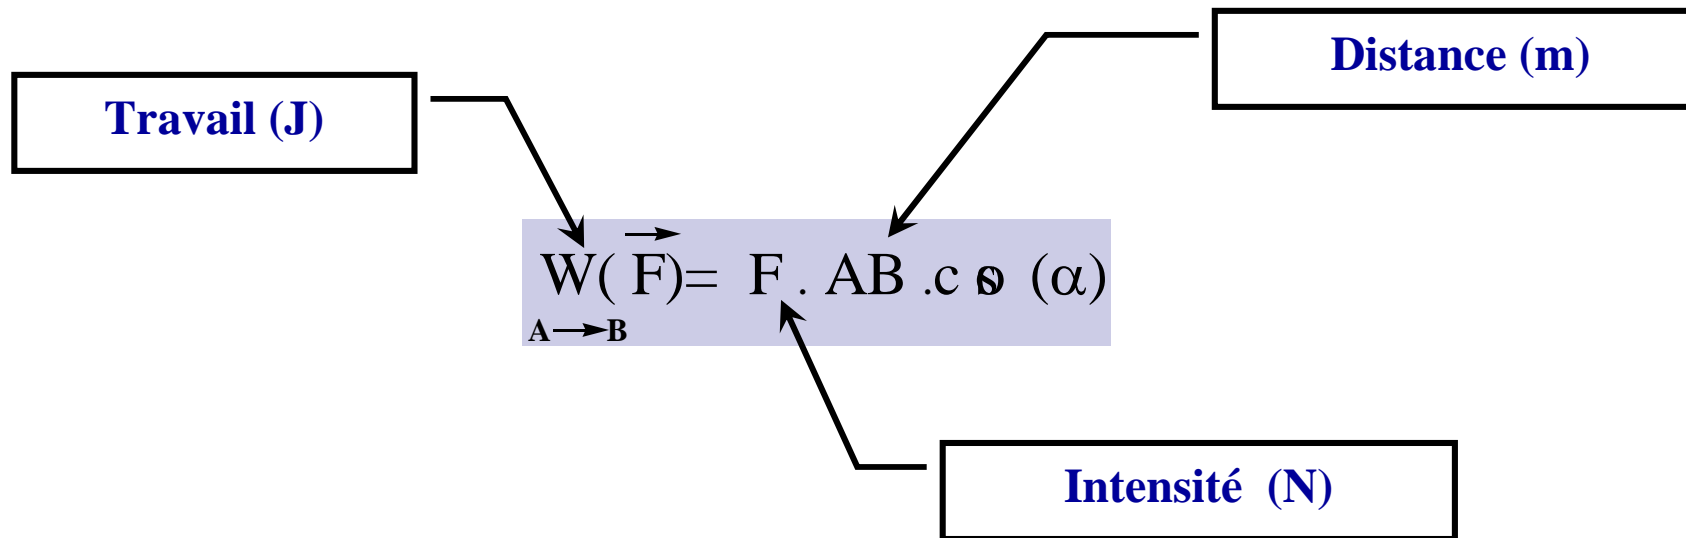 Distance (m)
Travail (J)
W( F)= F . AB .cos (α)
A→B
Intensité (N)